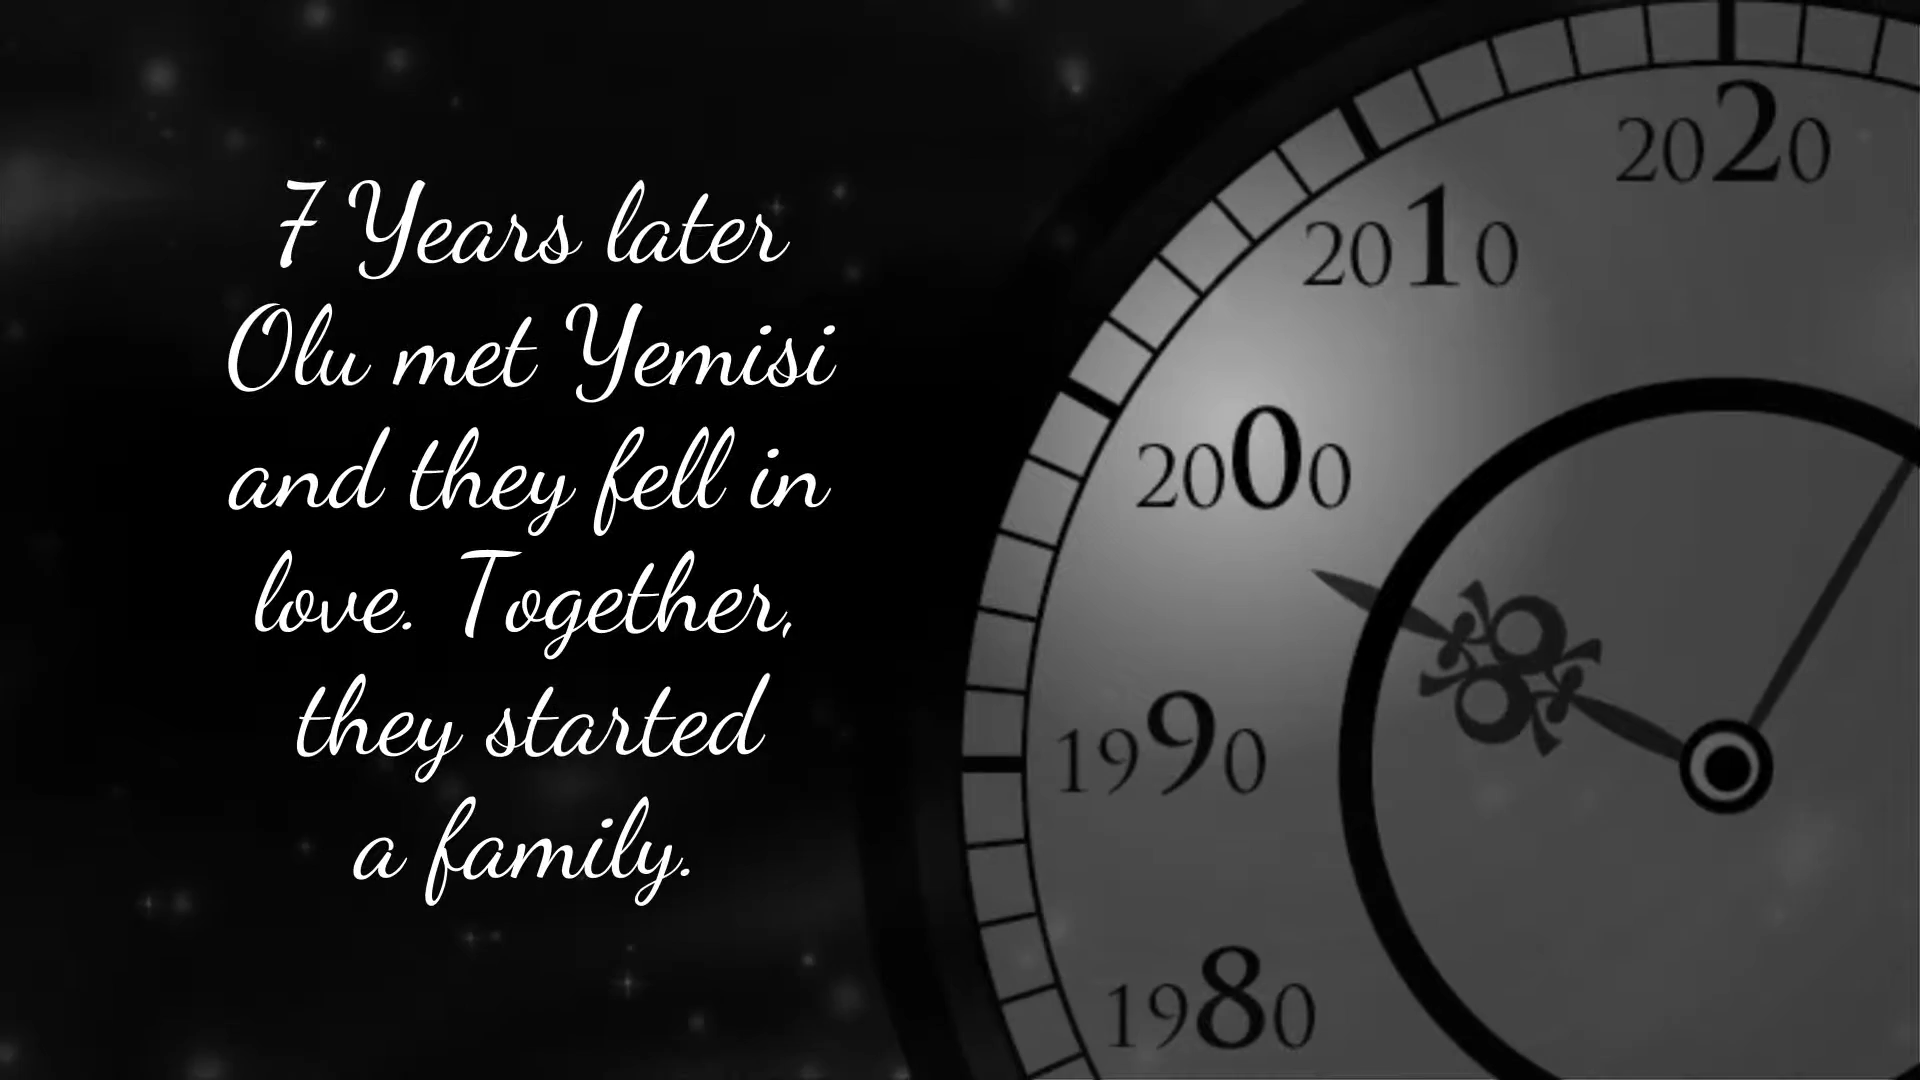 7 Years later
Olu met Yemisi
and they fell in
love. Together,
they started
a family.
2020
2010
2000
1990
1980